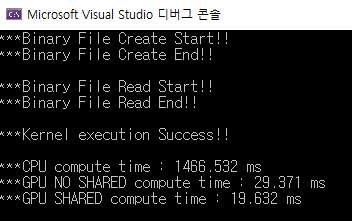 Microsoft Visual Studio 디버그 콘솔
***Binary File Create Start!!
***Binary File Create End!!
***Binary File Read Start!!
***Binary File Read End!!
***Kernel execution Success!!
***CPU compute time : 1466.532 ms
***GPU NO SHARED compute time : 29.371 ms
***GPU SHARED compute time : 19.632 ms